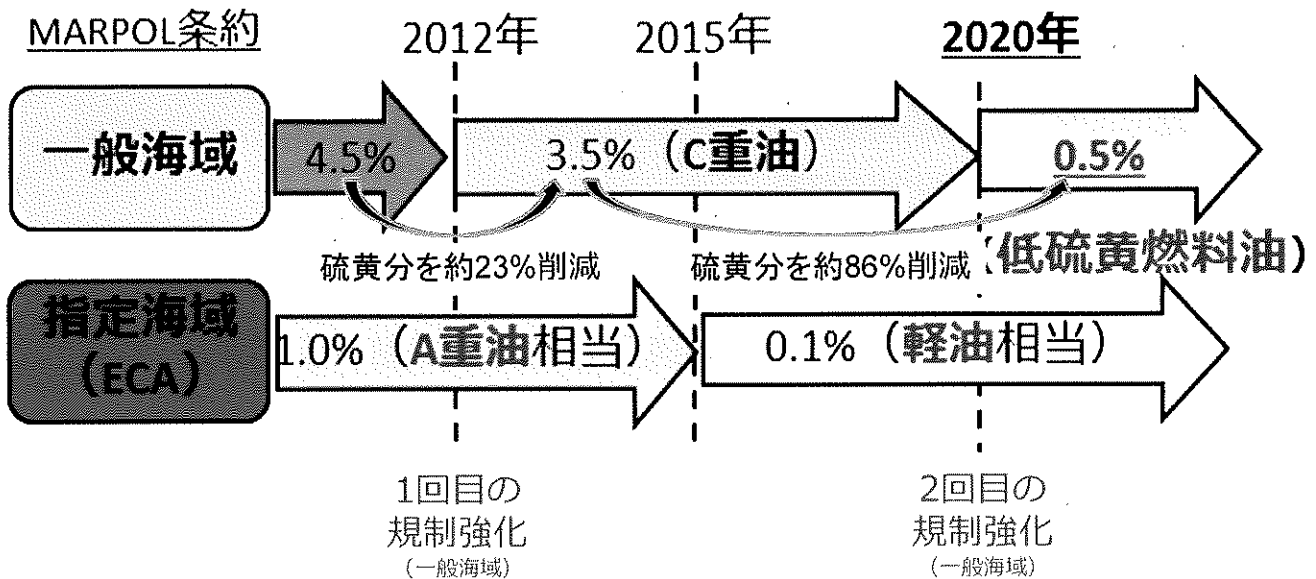 MARPOL条約
2012年
2015年
2020年
一般海域
4.5%
3.5%（C重油）
0.5%
硫黄分を約23%削減
硫黄分を約86%削減
(低硫黄燃料油)
指定海域
（ECA）
1.0%（A重油相当）
0.1%（軽油相当）
1回目の
規制強化
(一般海域)
2回目の
規制強化
(一般海域)